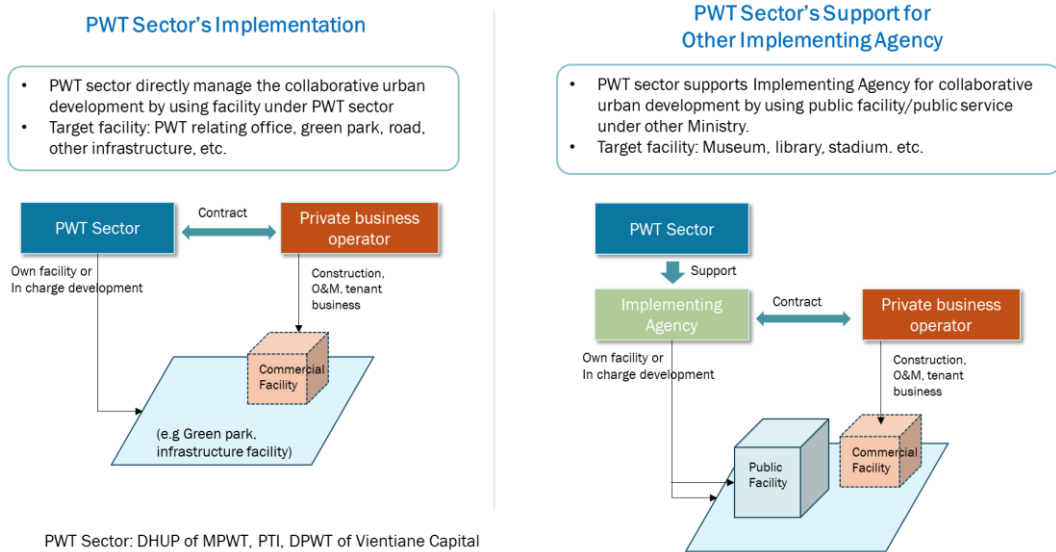 PWT Sector's Implementation
• PWT sector directly manage the collaborative urban
development by using facility under PWT sector
• Target facility: PWT relating office, green park, road,
other infrastructure, etc.
PWT Sector
Contract
Private business
operator
Own facility or
In charge development
Construction,
O&M, tenant
business
Commercial
Facility
(e.g Green park,
infrastructure facility)
PWT Sector's Support for
Other Implementing Agency
• PWT sector supports Implementing Agency for collaborative
urban development by using public facility/public service
under other Ministry.
• Target facility: Museum, library, stadium. etc.
PWT Sector
Support
Implementing
Agency
Contract
Private business
operator
Own facility or
In charge development
Construction,
O&M, tenant
business
Public
Facility
Commercial
Facility
PWT Sector: DHUP of MPWT, PTI, DPWT of Vientiane Capital